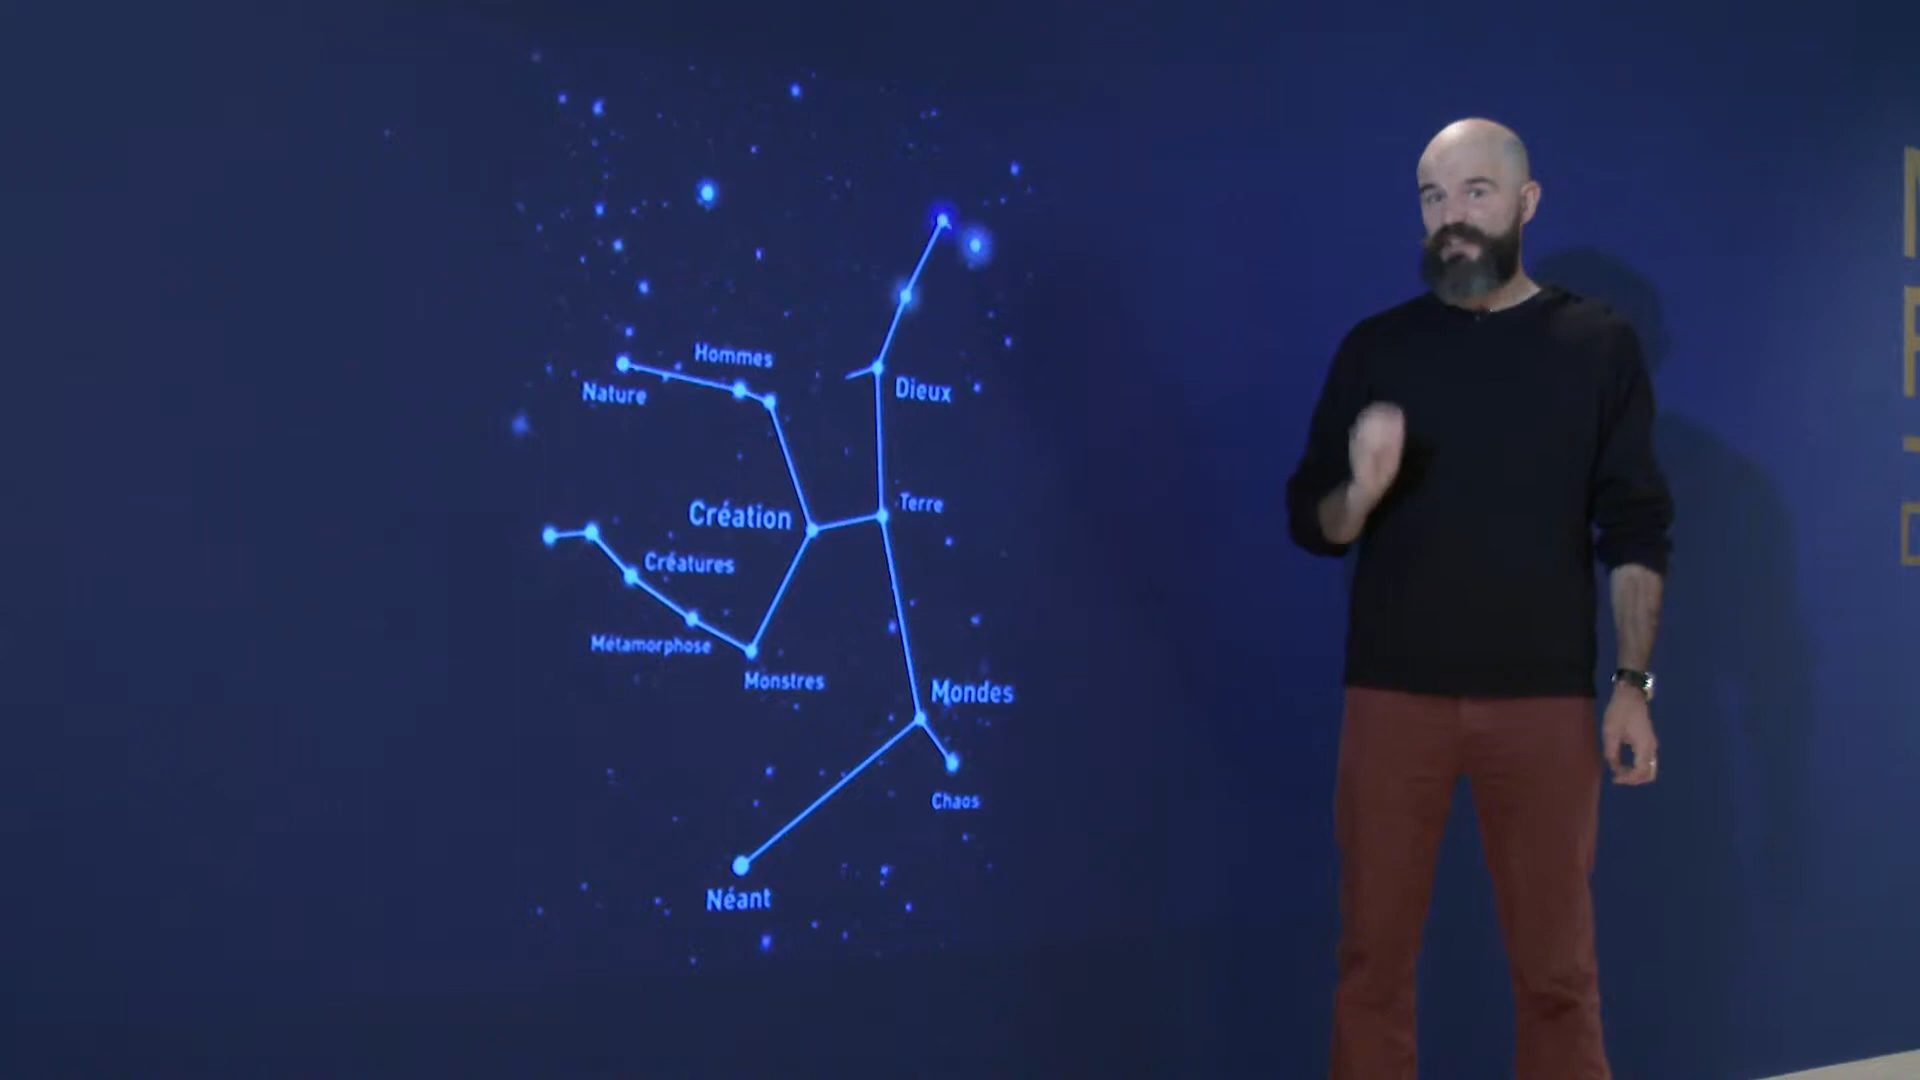 Hommes
Nature
Dieux
Création
Terre
Créatures
Métamorphose
Monstres
Mondes
Chaos
Néant